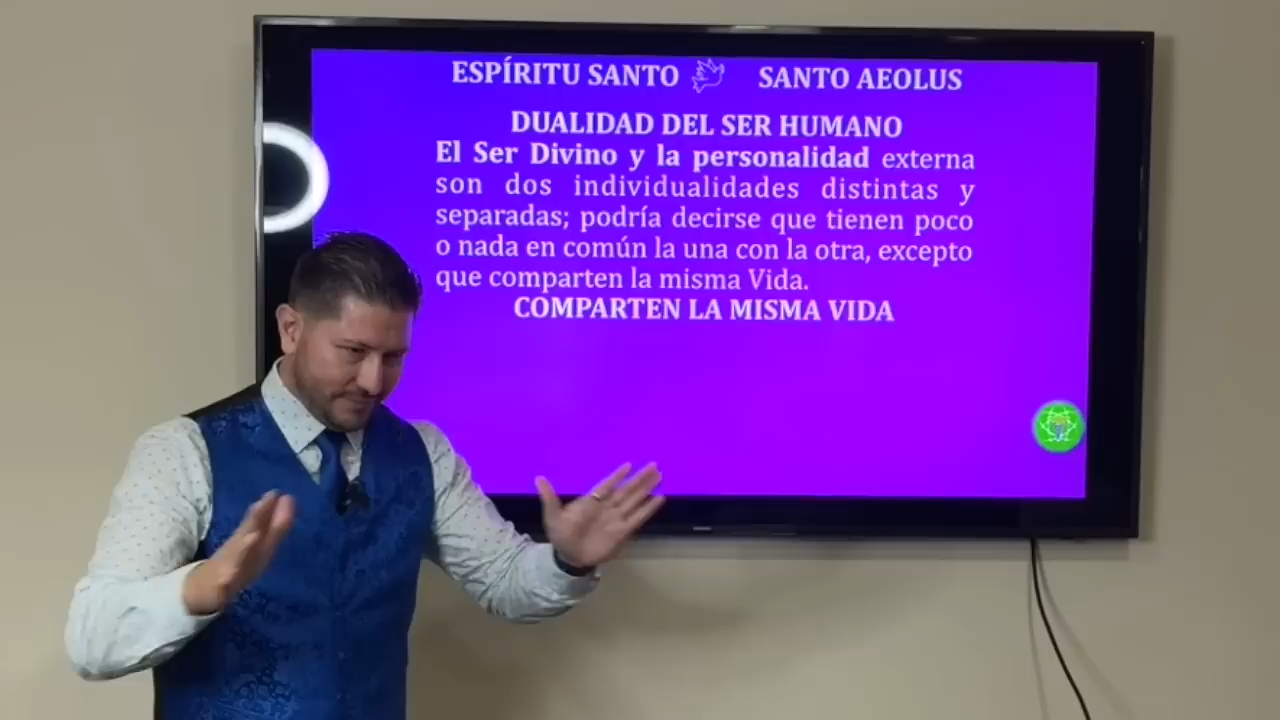 ESPÍRITU SANTO SANTO AEOLUS
DUALIDAD DEL SER HUMANO
El Ser Divino y la personalidad externa
son dos individualidades distintas y
separadas; podría decirse que tienen poco
o nada en común la una con la otra, excepto
que comparten la misma Vida.
COMPARTEN LA MISMA VIDA